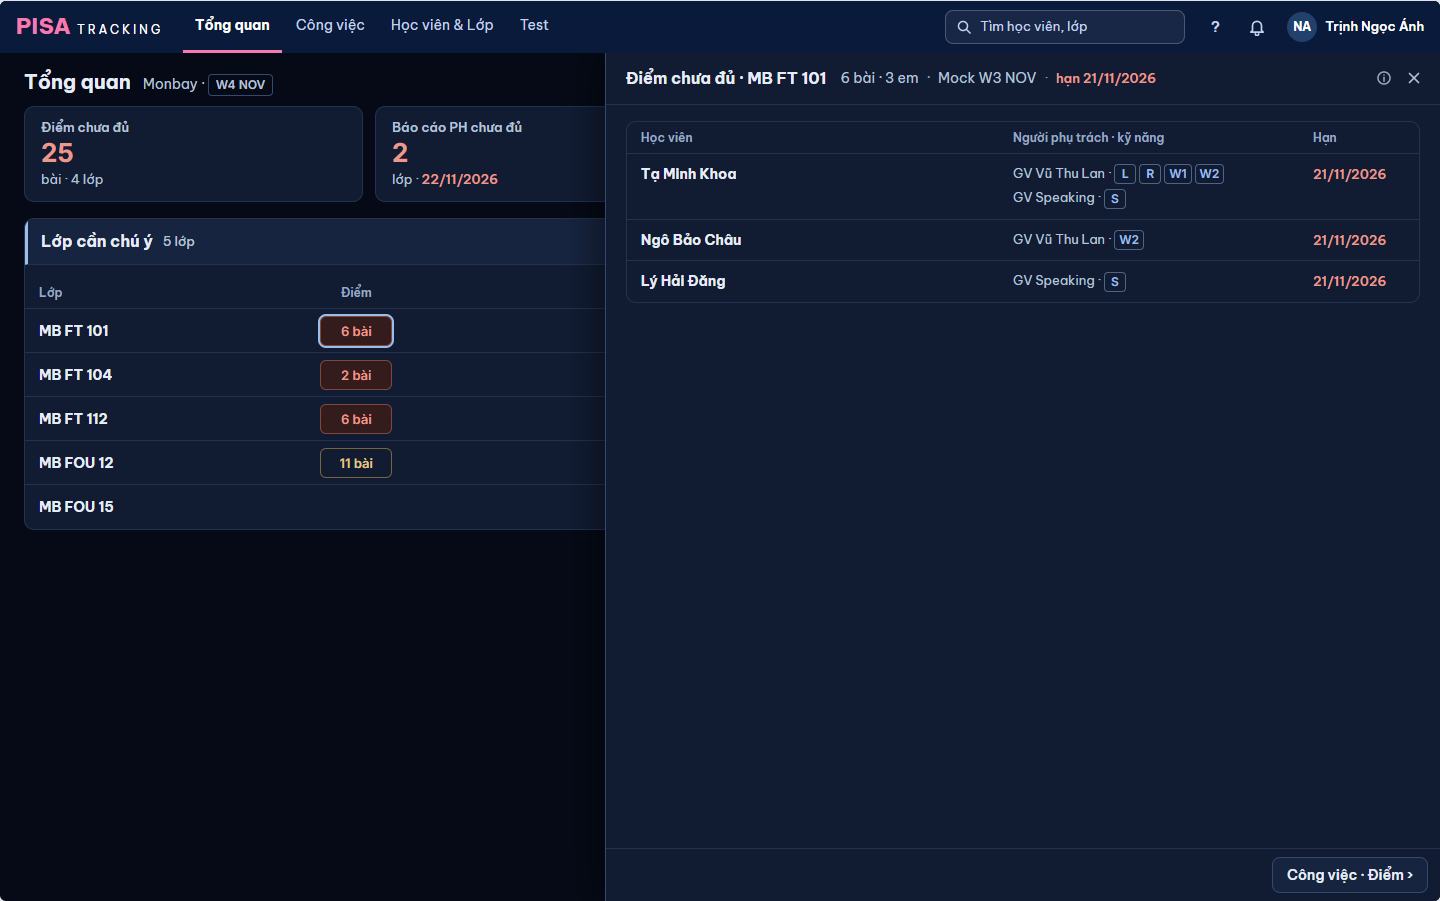 PISA TRACKING
Tổng quan
Công việc
Học viên & Lớp
Test
Tìm học viên, lớp
?
NA
Trịnh Ngọc Ánh
Tổng quan Monbay · W4 NOV
Điểm chưa đủ
25
bài · 4 lớp
Báo cáo PH chưa đủ
2
lớp · 22/11/2026
Lớp cần chú ý 5 lớp
Lớp Điểm
MB FT 101 6 bài
MB FT 104 2 bài
MB FT 112 6 bài
MB FOU 12 11 bài
MB FOU 15
Điểm chưa đủ · MB FT 101 6 bài · 3 em · Mock W3 NOV · hạn 21/11/2026
Học viên Người phụ trách · kỹ năng Hạn
Tạ Minh Khoa GV Vũ Thu Lan · L R W1 W2 21/11/2026
GV Speaking · S
Ngô Bảo Châu GV Vũ Thu Lan · W2 21/11/2026
Lý Hải Đăng GV Speaking · S 21/11/2026
Công việc · Điểm ›